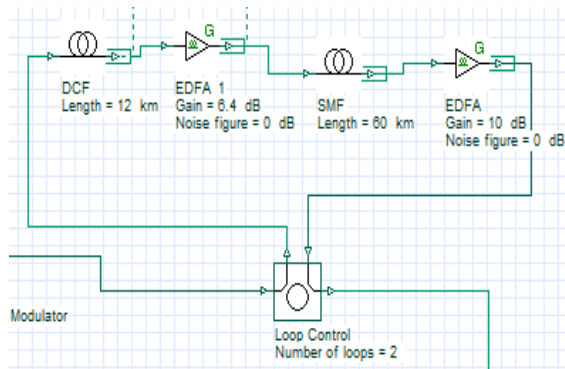 G
G
DCF
Length = 12 km
EDFA 1
Gain = 6.4 dB
Noise figure = 0 dB
SMF
Length = 60 km
EDFA
Gain = 10 dB
Noise figure = 0 dB
Modulator
Loop Control
Number of loops = 2